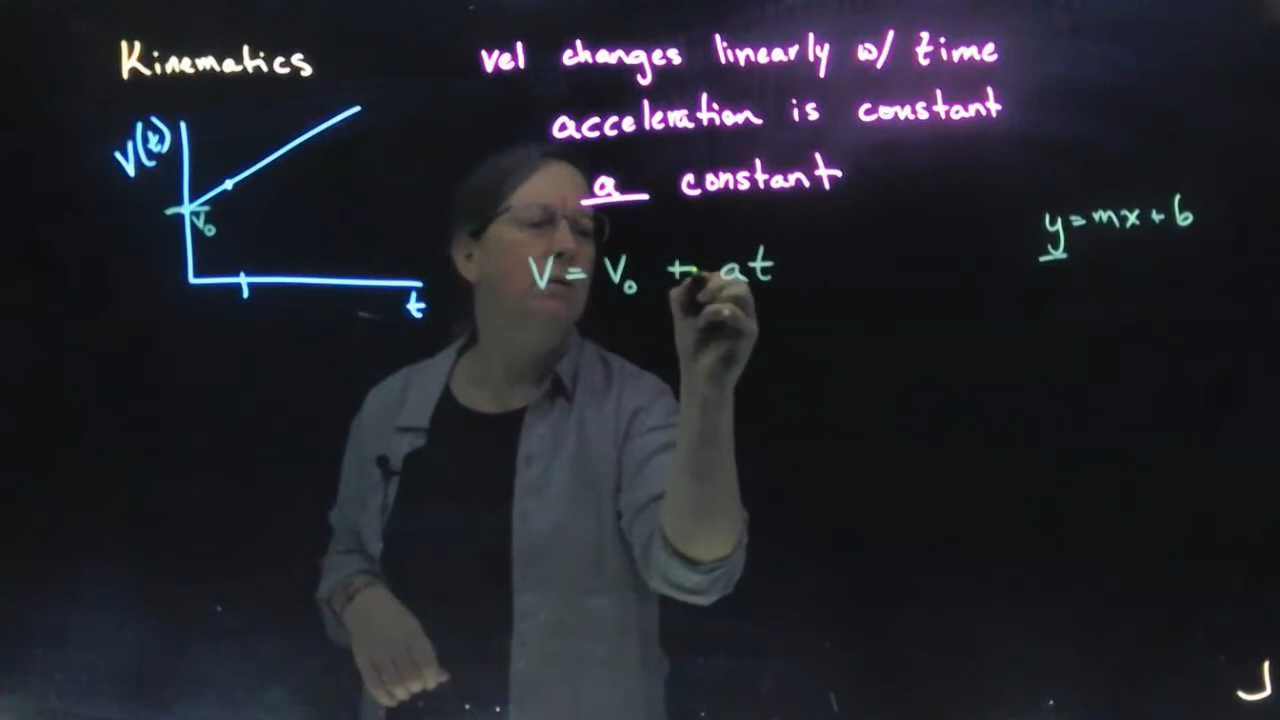 Kinematics
vel changes linearly w/ time
acceleration is constant
a constant
V(t)
V₀
t
V = V₀ + at
y = mx + b